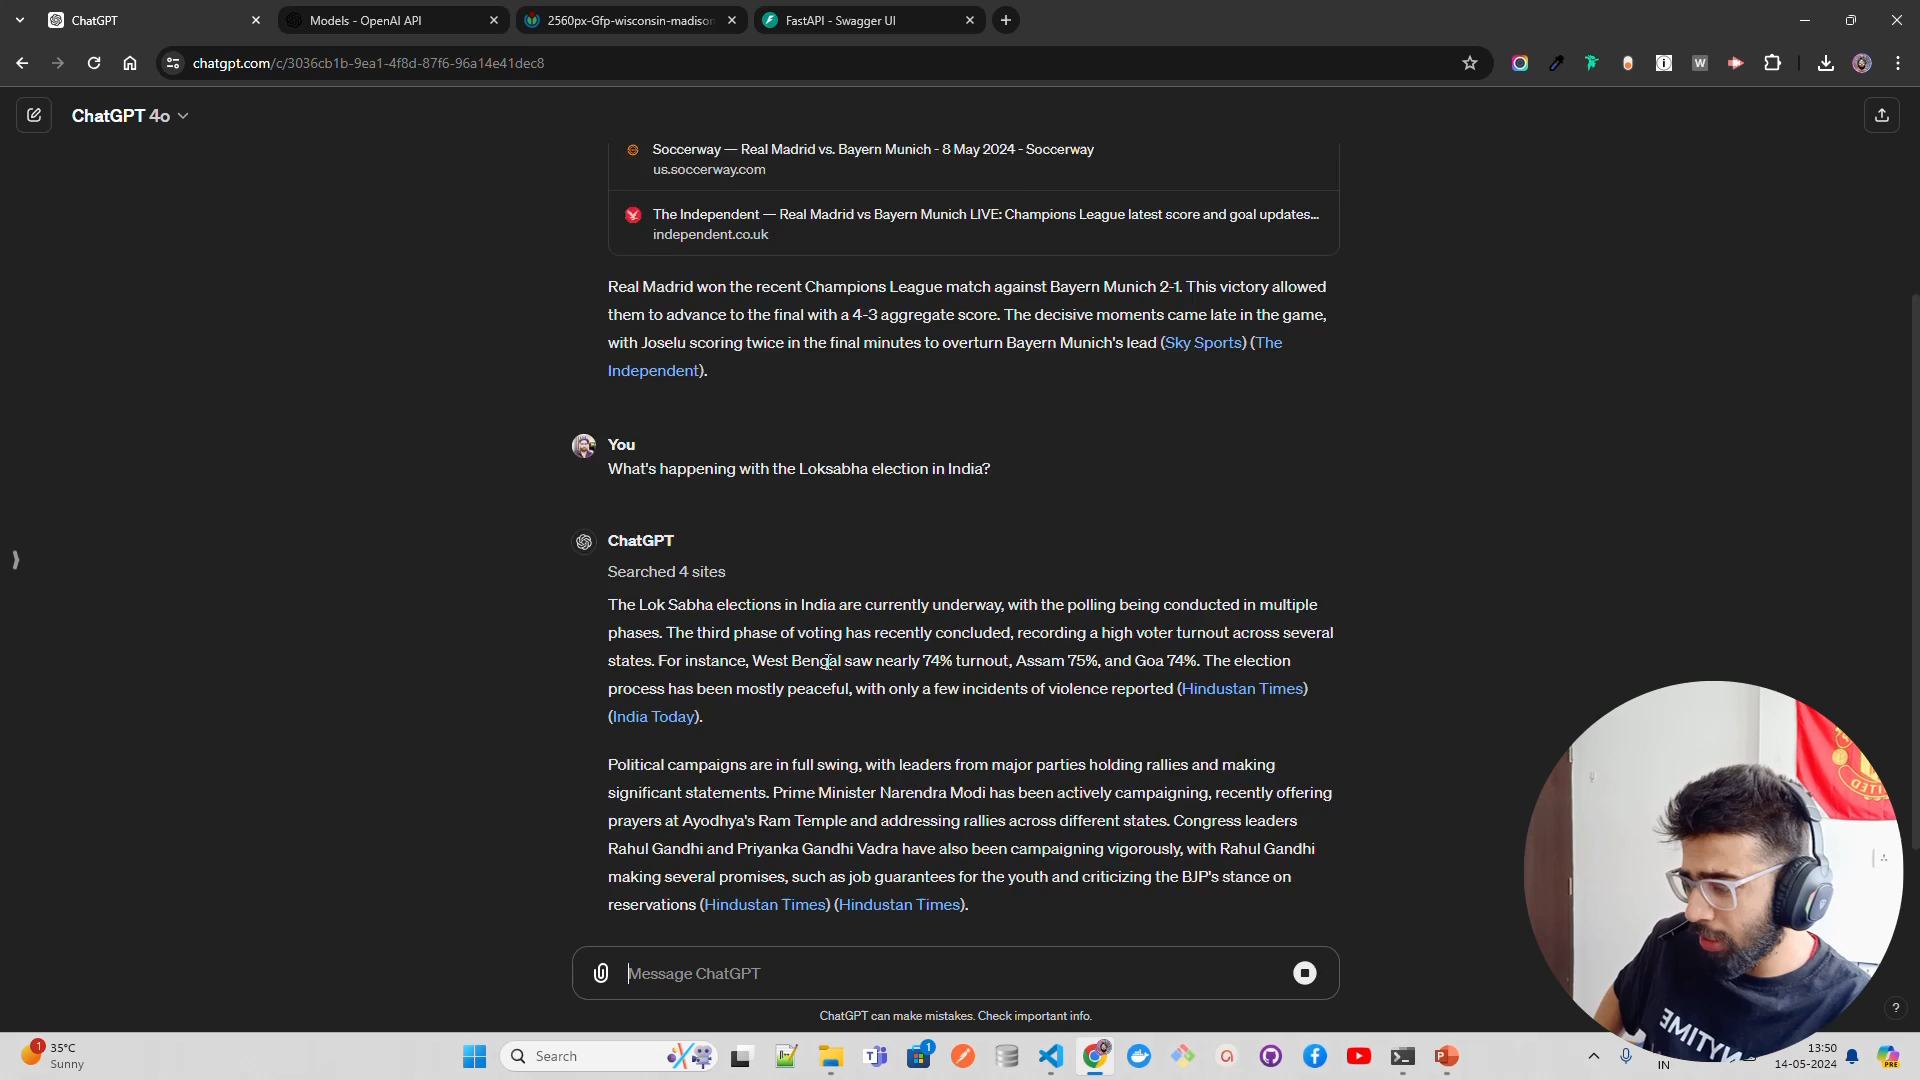 ChatGPT
Models - OpenAI API
2560px-Gfp-wisconsin-madison
FastAPI - Swagger UI
chatgpt.com/c/3036cb1b-9ea1-4f8d-87f6-96a14e41dec8
ChatGPT 4o
Soccerway — Real Madrid vs. Bayern Munich - 8 May 2024 - Soccerway
us.soccerway.com
The Independent — Real Madrid vs Bayern Munich LIVE: Champions League latest score and goal updates...
independent.co.uk
Real Madrid won the recent Champions League match against Bayern Munich 2-1. This victory allowed
them to advance to the final with a 4-3 aggregate score. The decisive moments came late in the game,
with Joselu scoring twice in the final minutes to overturn Bayern Munich's lead (Sky Sports) (The
Independent).
You
What's happening with the Loksabha election in India?
ChatGPT
Searched 4 sites
The Lok Sabha elections in India are currently underway, with the polling being conducted in multiple
phases. The third phase of voting has recently concluded, recording a high voter turnout across several
states. For instance, West Bengal saw nearly 74% turnout, Assam 75%, and Goa 74%. The election
process has been mostly peaceful, with only a few incidents of violence reported (Hindustan Times)
(India Today).
Political campaigns are in full swing, with leaders from major parties holding rallies and making
significant statements. Prime Minister Narendra Modi has been actively campaigning, recently offering
prayers at Ayodhya's Ram Temple and addressing rallies across different states. Congress leaders
Rahul Gandhi and Priyanka Gandhi Vadra have also been campaigning vigorously, with Rahul Gandhi
making several promises, such as job guarantees for the youth and criticizing the BJP's stance on
reservations (Hindustan Times) (Hindustan Times).
Message ChatGPT
ChatGPT can make mistakes. Check important info.
?
1
35°C
Sunny
Search
1
IN
13:50
14-05-2024
PRE